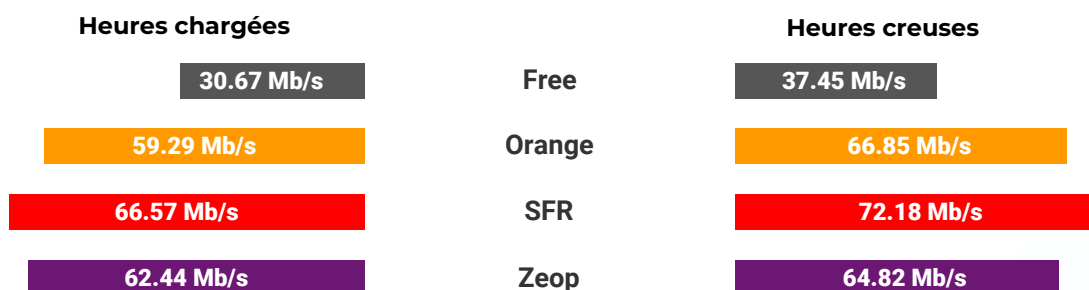 Heures chargées Heures creuses
30.67 Mb/s Free 37.45 Mb/s
59.29 Mb/s Orange 66.85 Mb/s
66.57 Mb/s SFR 72.18 Mb/s
62.44 Mb/s Zeop 64.82 Mb/s